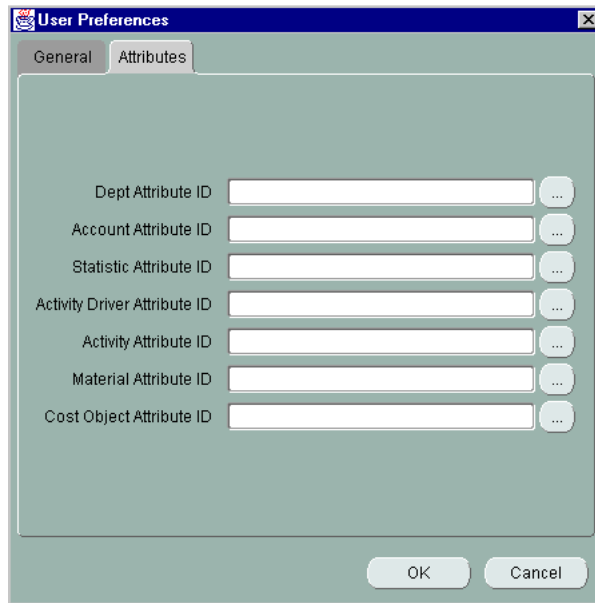 User Preferences
General Attributes
Dept Attribute ID ...
Account Attribute ID ...
Statistic Attribute ID ...
Activity Driver Attribute ID ...
Activity Attribute ID ...
Material Attribute ID ...
Cost Object Attribute ID ...
OK Cancel